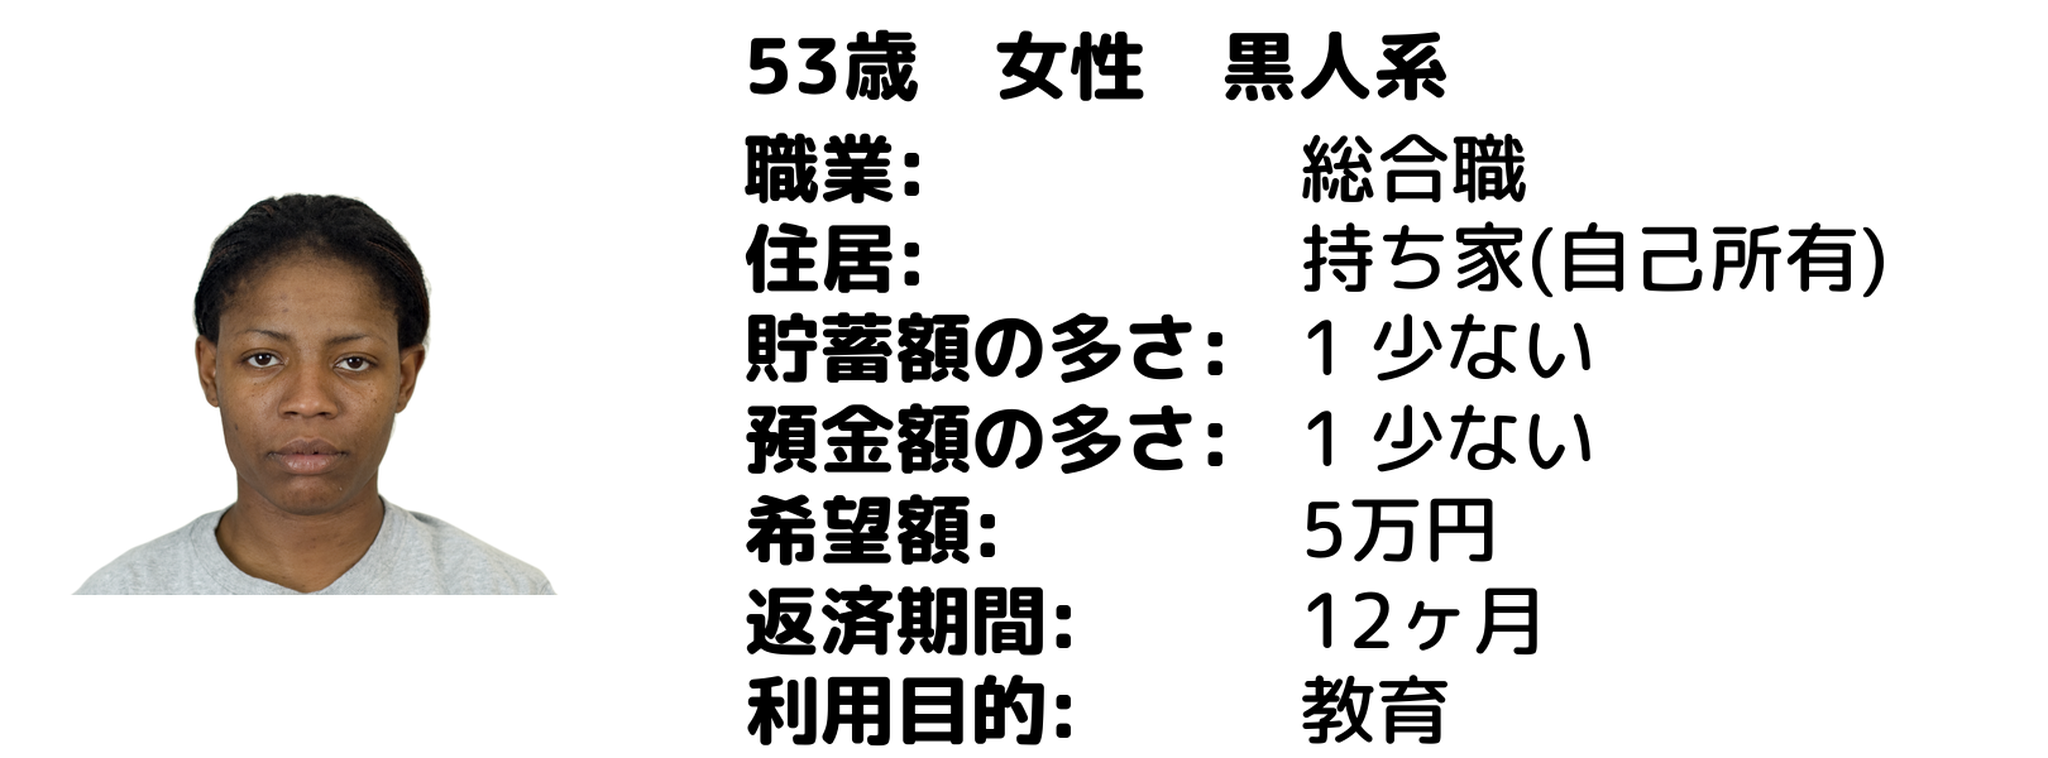 53歳　女性　黒人系
職業: 総合職
住居: 持ち家(自己所有)
貯蓄額の多さ: 1 少ない
預金額の多さ: 1 少ない
希望額: 5万円
返済期間: 12ヶ月
利用目的: 教育